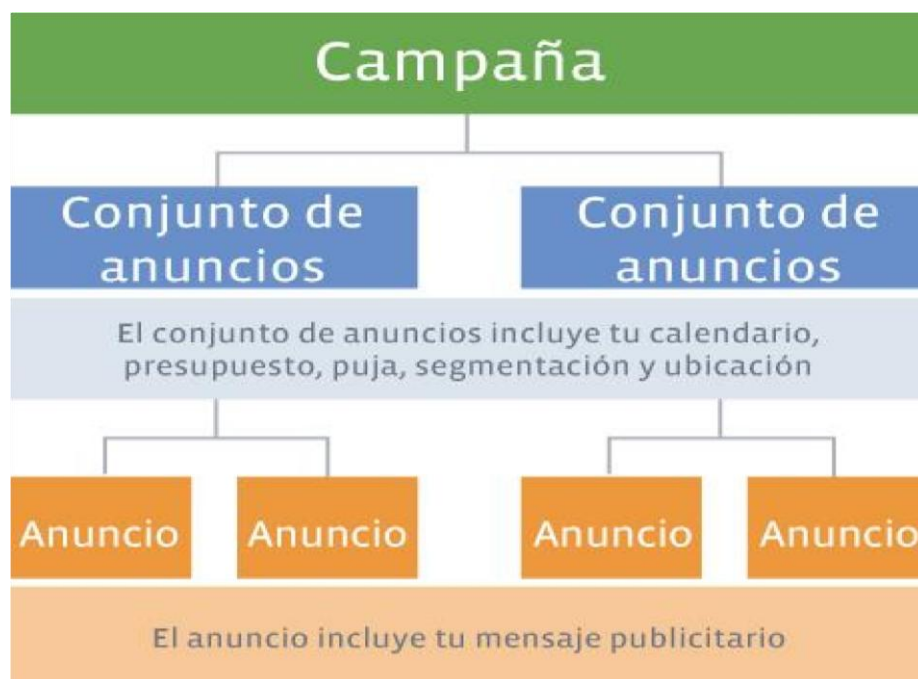 Campaña
Conjunto de
anuncios
Conjunto de
anuncios
El conjunto de anuncios incluye tu calendario,
presupuesto, puja, segmentación y ubicación
Anuncio
Anuncio
Anuncio
Anuncio
El anuncio incluye tu mensaje publicitario